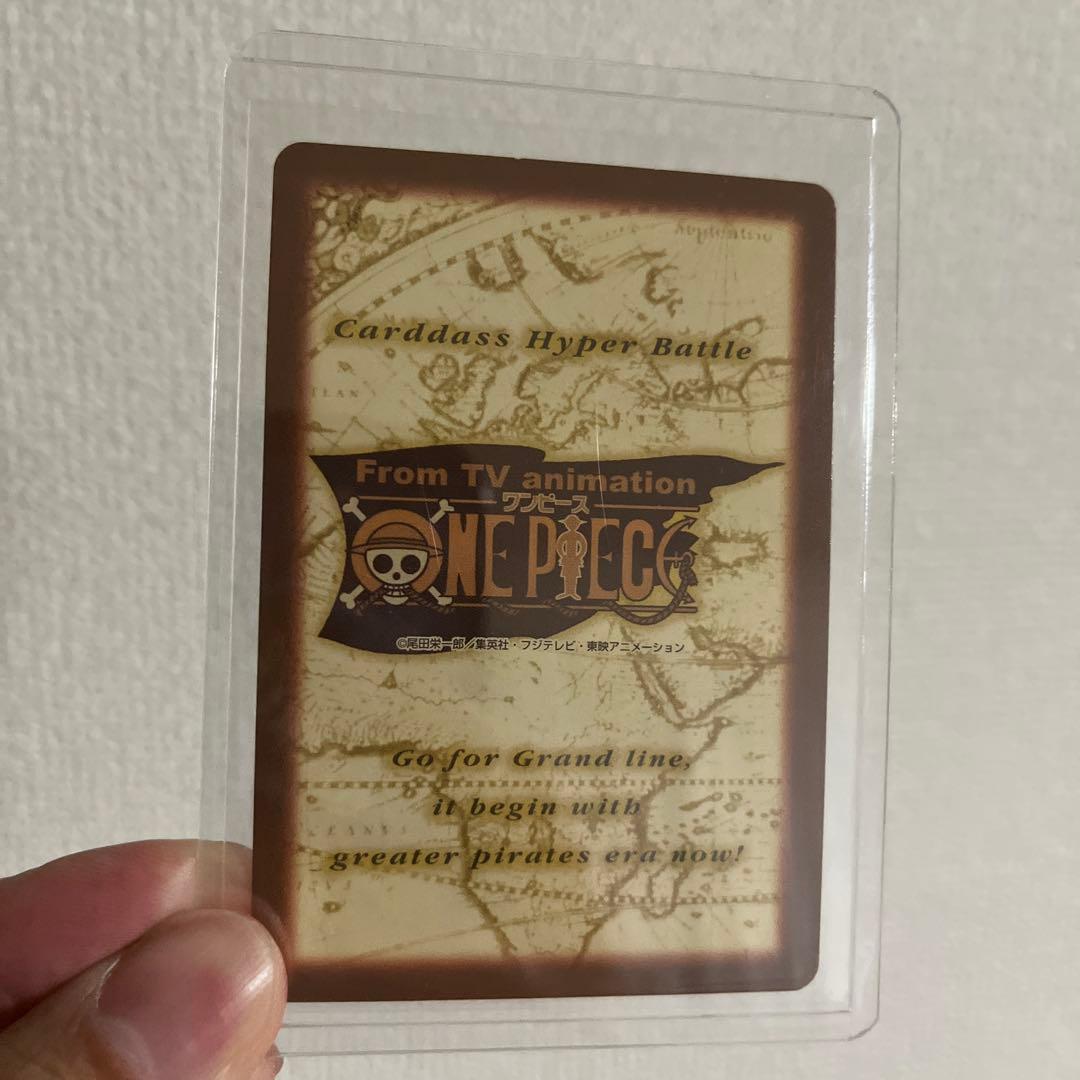 Carddass Hyper Battle
From TV animation
ワンピース
ONE PIECE
©尾田栄一郎／集英社・フジテレビ・東映アニメーション
Go for Grand line,
it begin with
greater pirates era now!